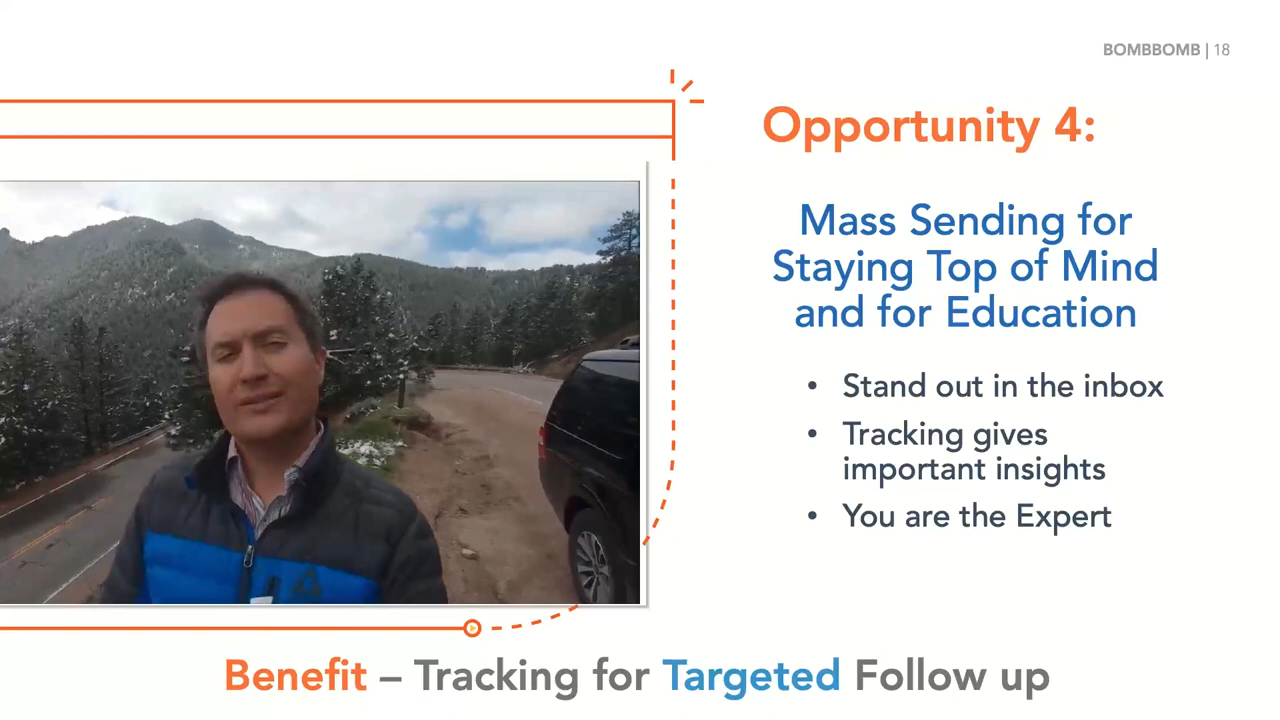 BOMBBOMB | 18
Opportunity 4:
Mass Sending for
Staying Top of Mind
and for Education
• Stand out in the inbox
• Tracking gives
important insights
• You are the Expert
Benefit – Tracking for Targeted Follow up